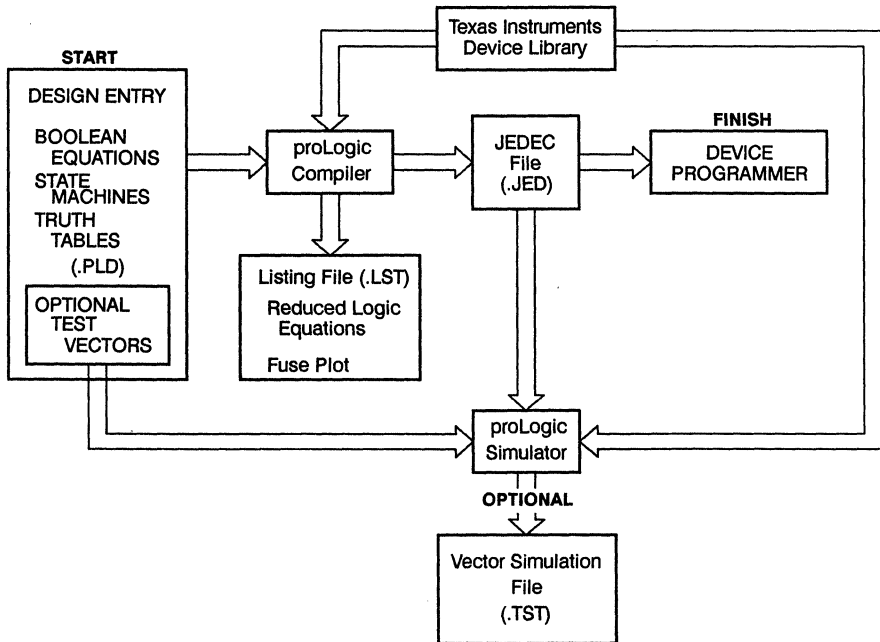 Texas Instruments
Device Library
START
DESIGN ENTRY
BOOLEAN
EQUATIONS
STATE
MACHINES
TRUTH
TABLES
(.PLD)
OPTIONAL
TEST
VECTORS
proLogic
Compiler
JEDEC
File
(.JED)
FINISH
DEVICE
PROGRAMMER
Listing File (.LST)
Reduced Logic
Equations
Fuse Plot
proLogic
Simulator
OPTIONAL
Vector Simulation
File
(.TST)